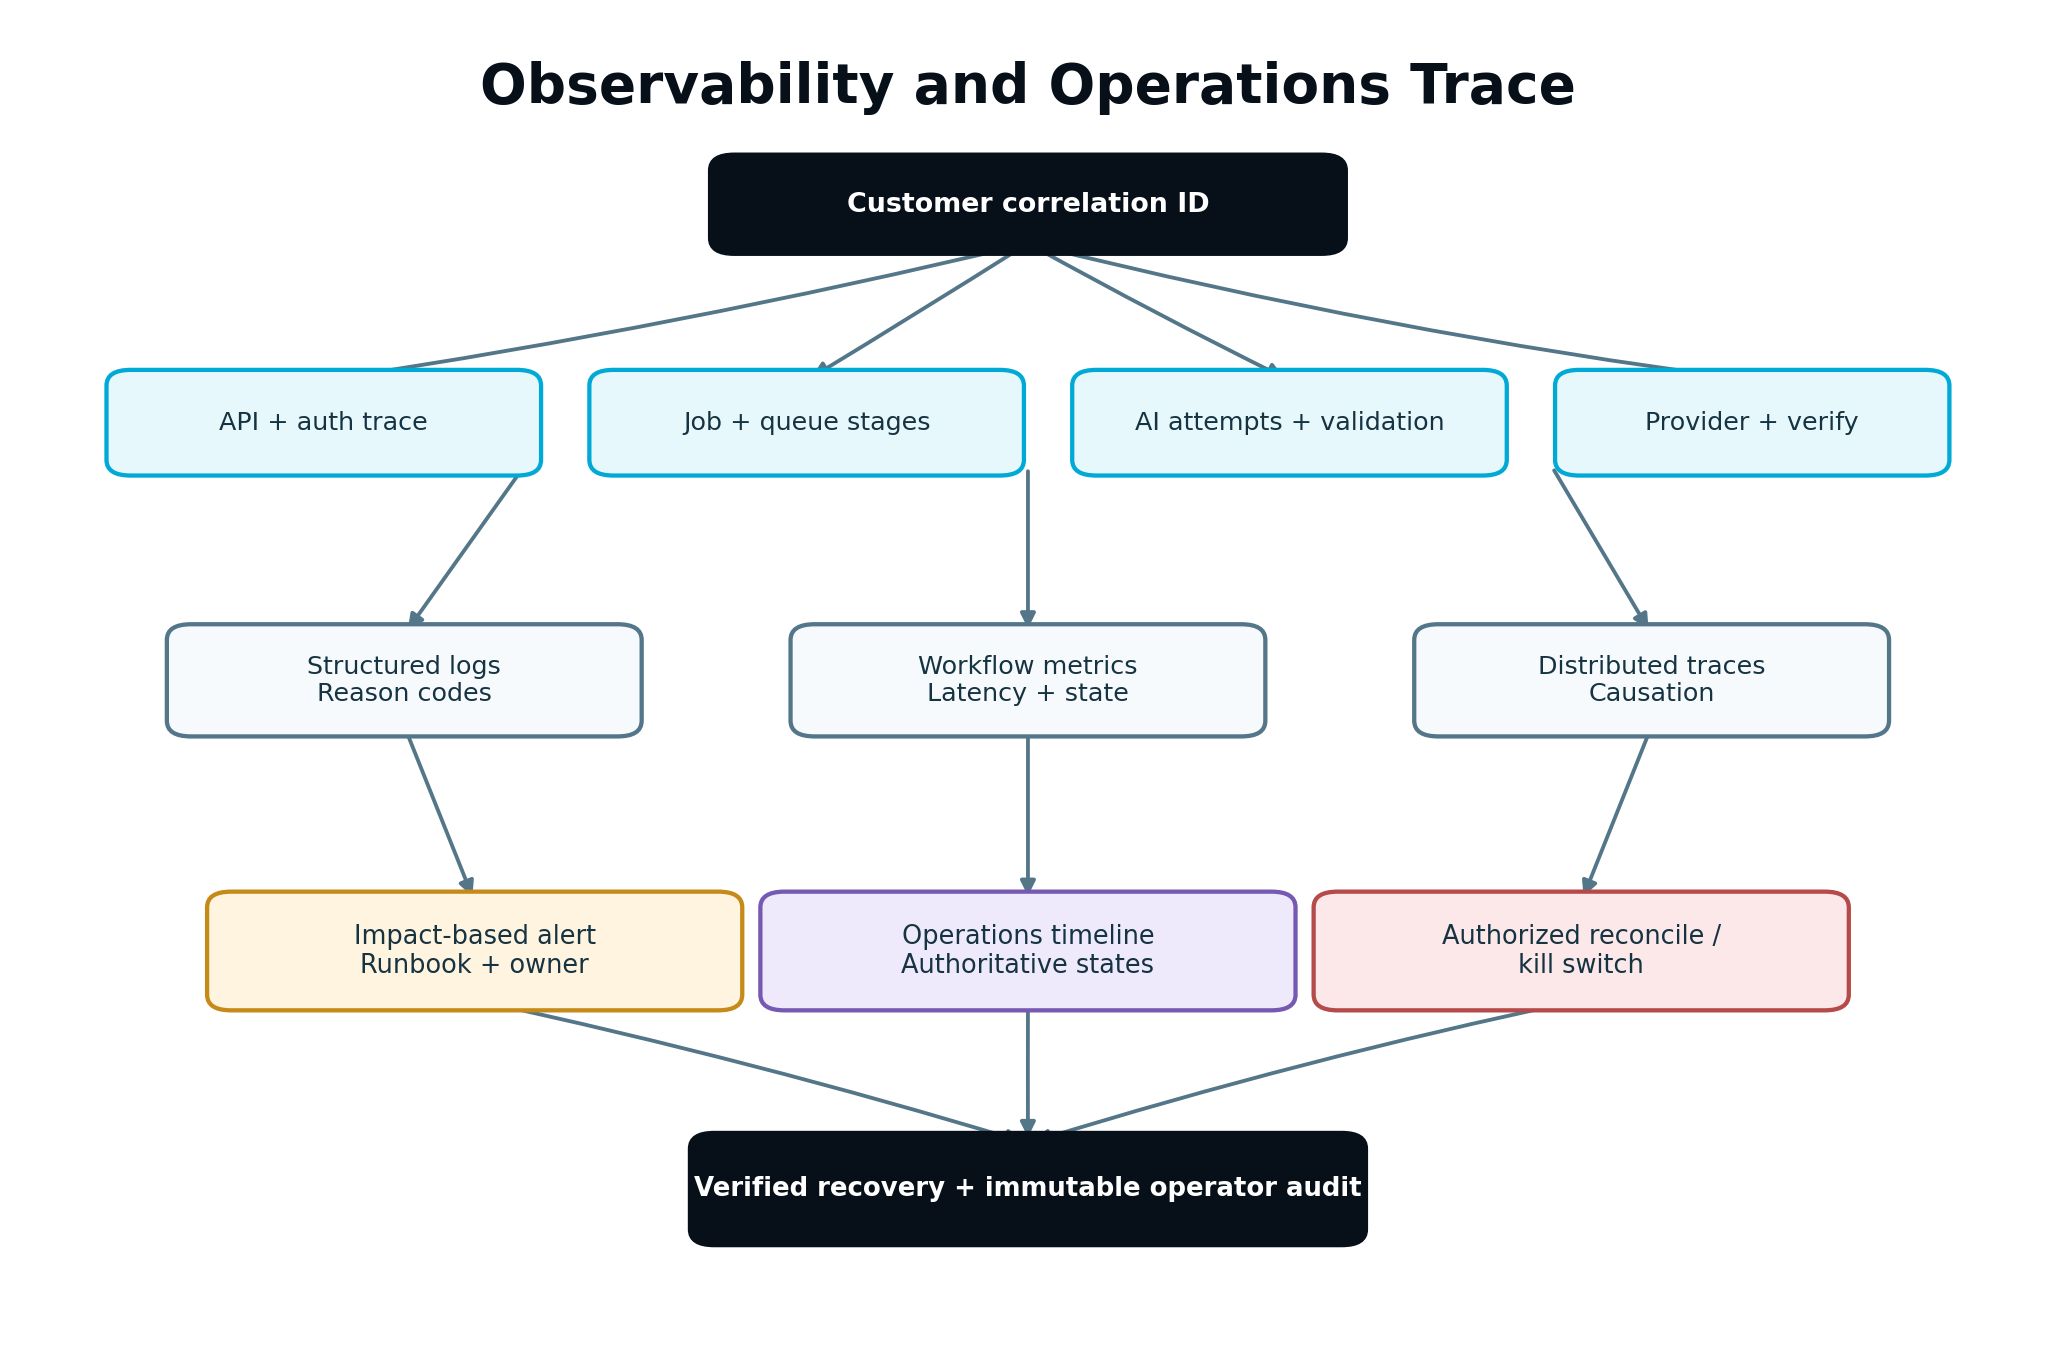 Observability and Operations Trace
Customer correlation ID
API + auth trace
Job + queue stages
AI attempts + validation
Provider + verify
Structured logs
Reason codes
Workflow metrics
Latency + state
Distributed traces
Causation
Impact-based alert
Runbook + owner
Operations timeline
Authoritative states
Authorized reconcile /
kill switch
Verified recovery + immutable operator audit